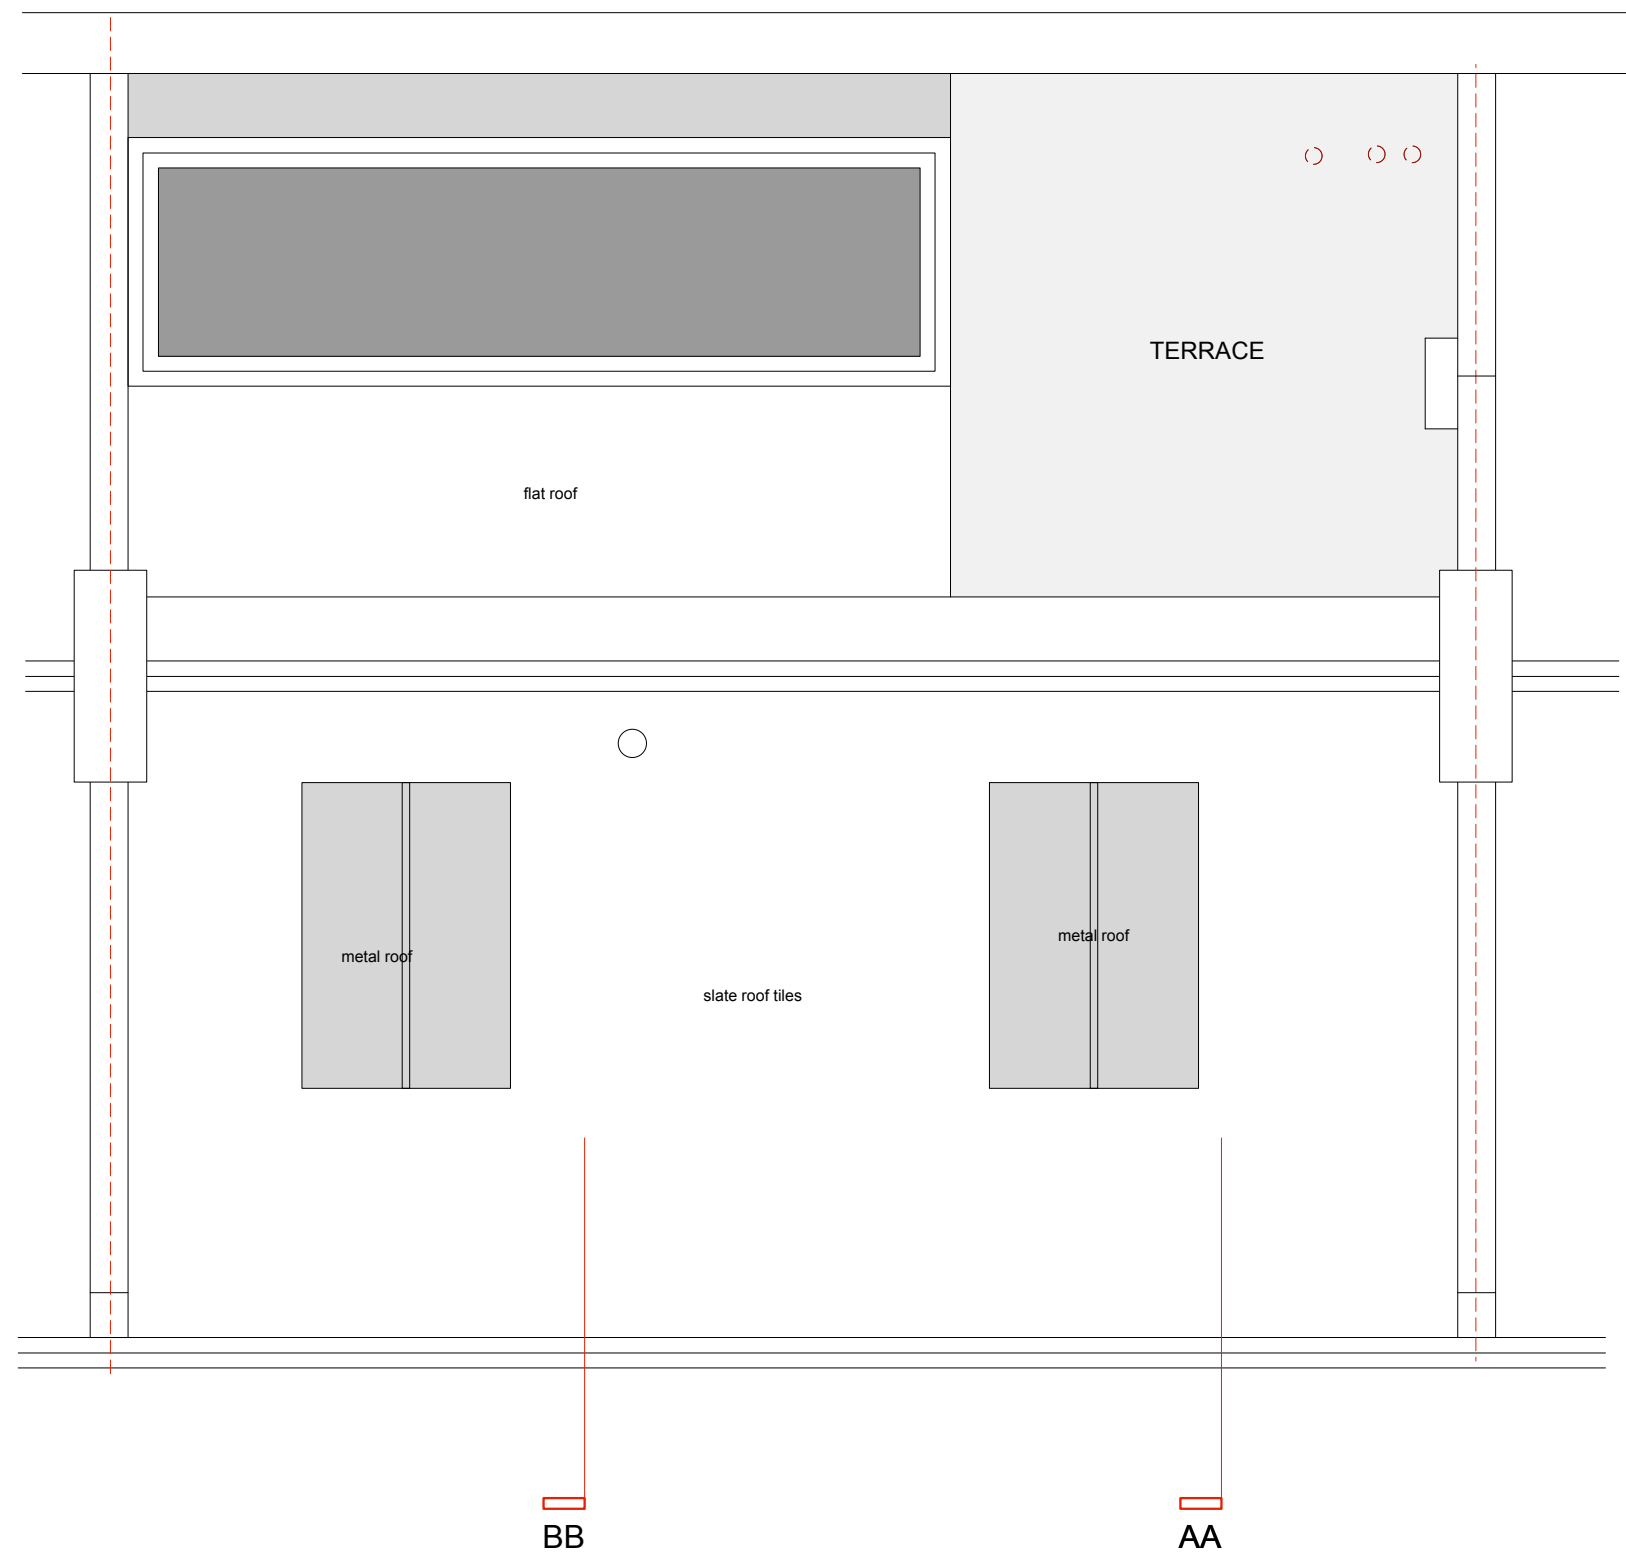 TERRACE
flat roof
metal roof
metal roof
slate roof tiles
BB
AA